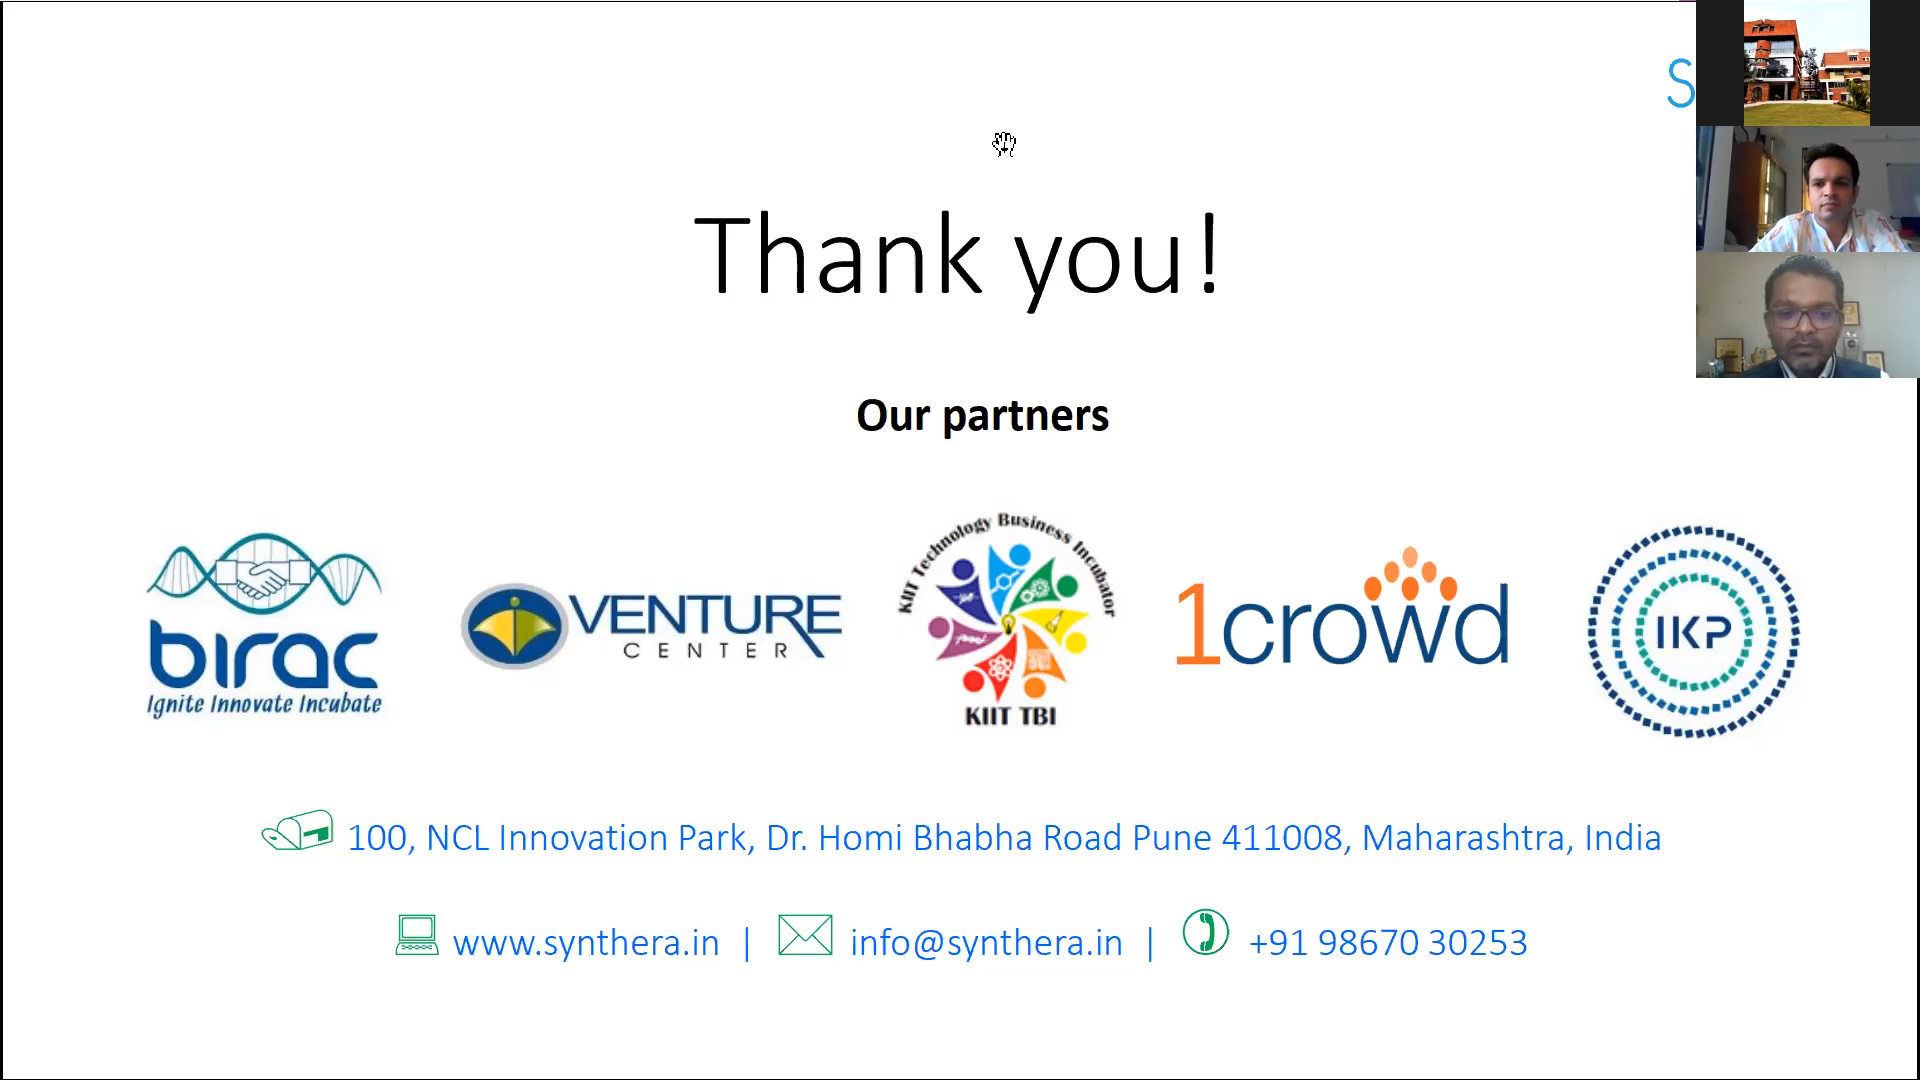 S
Thank you!
Our partners
birac
Ignite Innovate Incubate
VENTURE
CENTER
KIIT Technology Business Incubator
KIIT TBI
1crowd
IKP
100, NCL Innovation Park, Dr. Homi Bhabha Road Pune 411008, Maharashtra, India
www.synthera.in | info@synthera.in | +91 98670 30253